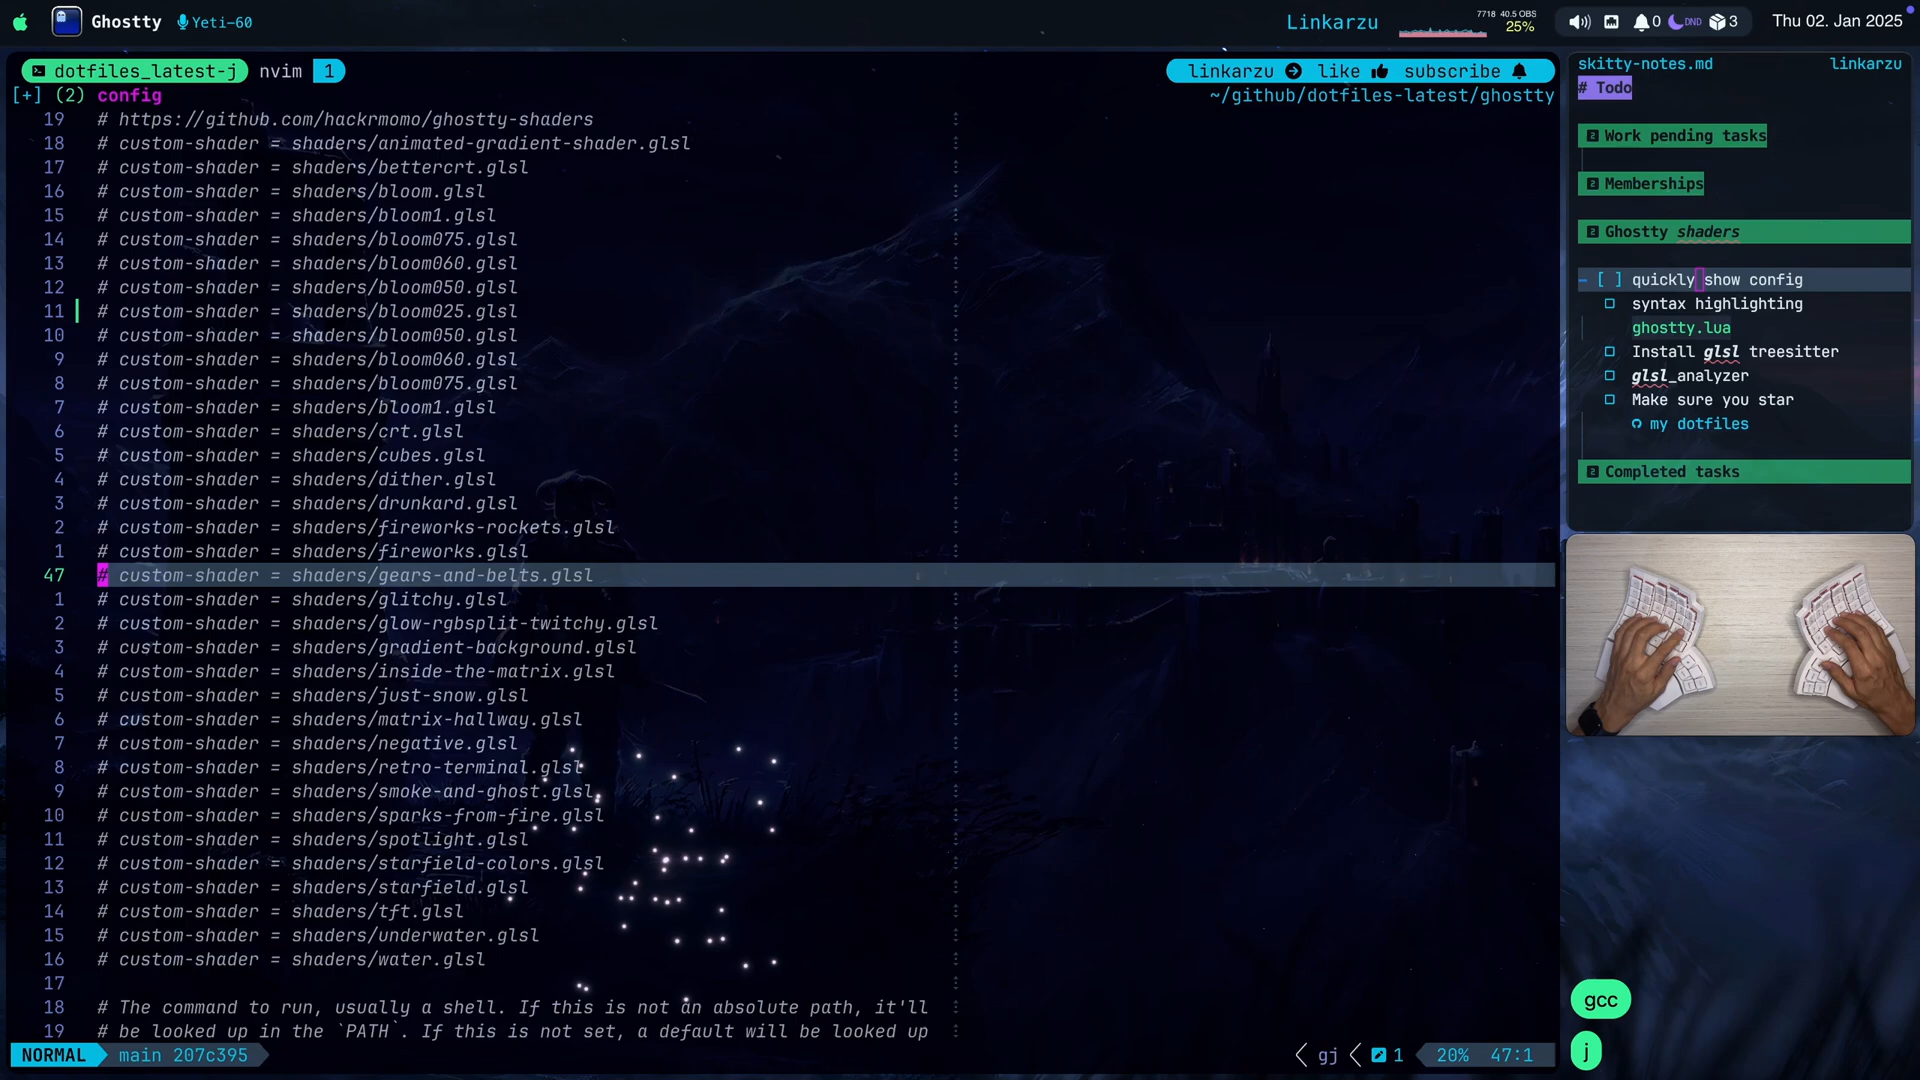 Ghostty Yeti-60
Linkarzu
7718 40.5 OBS
25%
0 DND 3
Thu 02. Jan 2025
dotfiles_latest-j nvim 1
linkarzu like subscribe
[+] (2) config
~/github/dotfiles-latest/ghostty
19 # https://github.com/hackrmomo/ghostty-shaders
18 # custom-shader = shaders/animated-gradient-shader.glsl
17 # custom-shader = shaders/bettercrt.glsl
16 # custom-shader = shaders/bloom.glsl
15 # custom-shader = shaders/bloom1.glsl
14 # custom-shader = shaders/bloom075.glsl
13 # custom-shader = shaders/bloom060.glsl
12 # custom-shader = shaders/bloom050.glsl
11 # custom-shader = shaders/bloom025.glsl
10 # custom-shader = shaders/bloom050.glsl
9 # custom-shader = shaders/bloom060.glsl
8 # custom-shader = shaders/bloom075.glsl
7 # custom-shader = shaders/bloom1.glsl
6 # custom-shader = shaders/crt.glsl
5 # custom-shader = shaders/cubes.glsl
4 # custom-shader = shaders/dither.glsl
3 # custom-shader = shaders/drunkard.glsl
2 # custom-shader = shaders/fireworks-rockets.glsl
1 # custom-shader = shaders/fireworks.glsl
47 # custom-shader = shaders/gears-and-belts.glsl
1 # custom-shader = shaders/glitchy.glsl
2 # custom-shader = shaders/glow-rgbsplit-twitchy.glsl
3 # custom-shader = shaders/gradient-background.glsl
4 # custom-shader = shaders/inside-the-matrix.glsl
5 # custom-shader = shaders/just-snow.glsl
6 # custom-shader = shaders/matrix-hallway.glsl
7 # custom-shader = shaders/negative.glsl
8 # custom-shader = shaders/retro-terminal.glsl
9 # custom-shader = shaders/smoke-and-ghost.glsl
10 # custom-shader = shaders/sparks-from-fire.glsl
11 # custom-shader = shaders/spotlight.glsl
12 # custom-shader = shaders/starfield-colors.glsl
13 # custom-shader = shaders/starfield.glsl
14 # custom-shader = shaders/tft.glsl
15 # custom-shader = shaders/underwater.glsl
16 # custom-shader = shaders/water.glsl
17
18 # The command to run, usually a shell. If this is not an absolute path, it'll
19 # be looked up in the `PATH`. If this is not set, a default will be looked up
NORMAL main 207c395
gj 1 20% 47:1
skitty-notes.md linkarzu
# Todo
2 Work pending tasks
2 Memberships
2 Ghostty shaders
- [ ] quickly show config
syntax highlighting
ghostty.lua
Install glsl treesitter
glsl_analyzer
Make sure you star
my dotfiles
2 Completed tasks
gcc
j